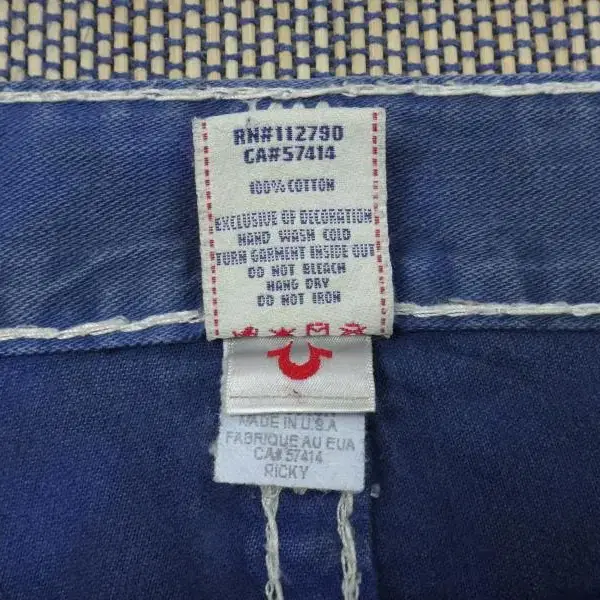 RN#112790
CA#57414
100% COTTON
EXCLUSIVE OF DECORATION
HAND WASH COLD
TURN GARMENT INSIDE OUT
DO NOT BLEACH
HANG DRY
DO NOT IRON
MADE IN U.S.A
FABRIQUE AU EUA
CA# 57414
RICKY